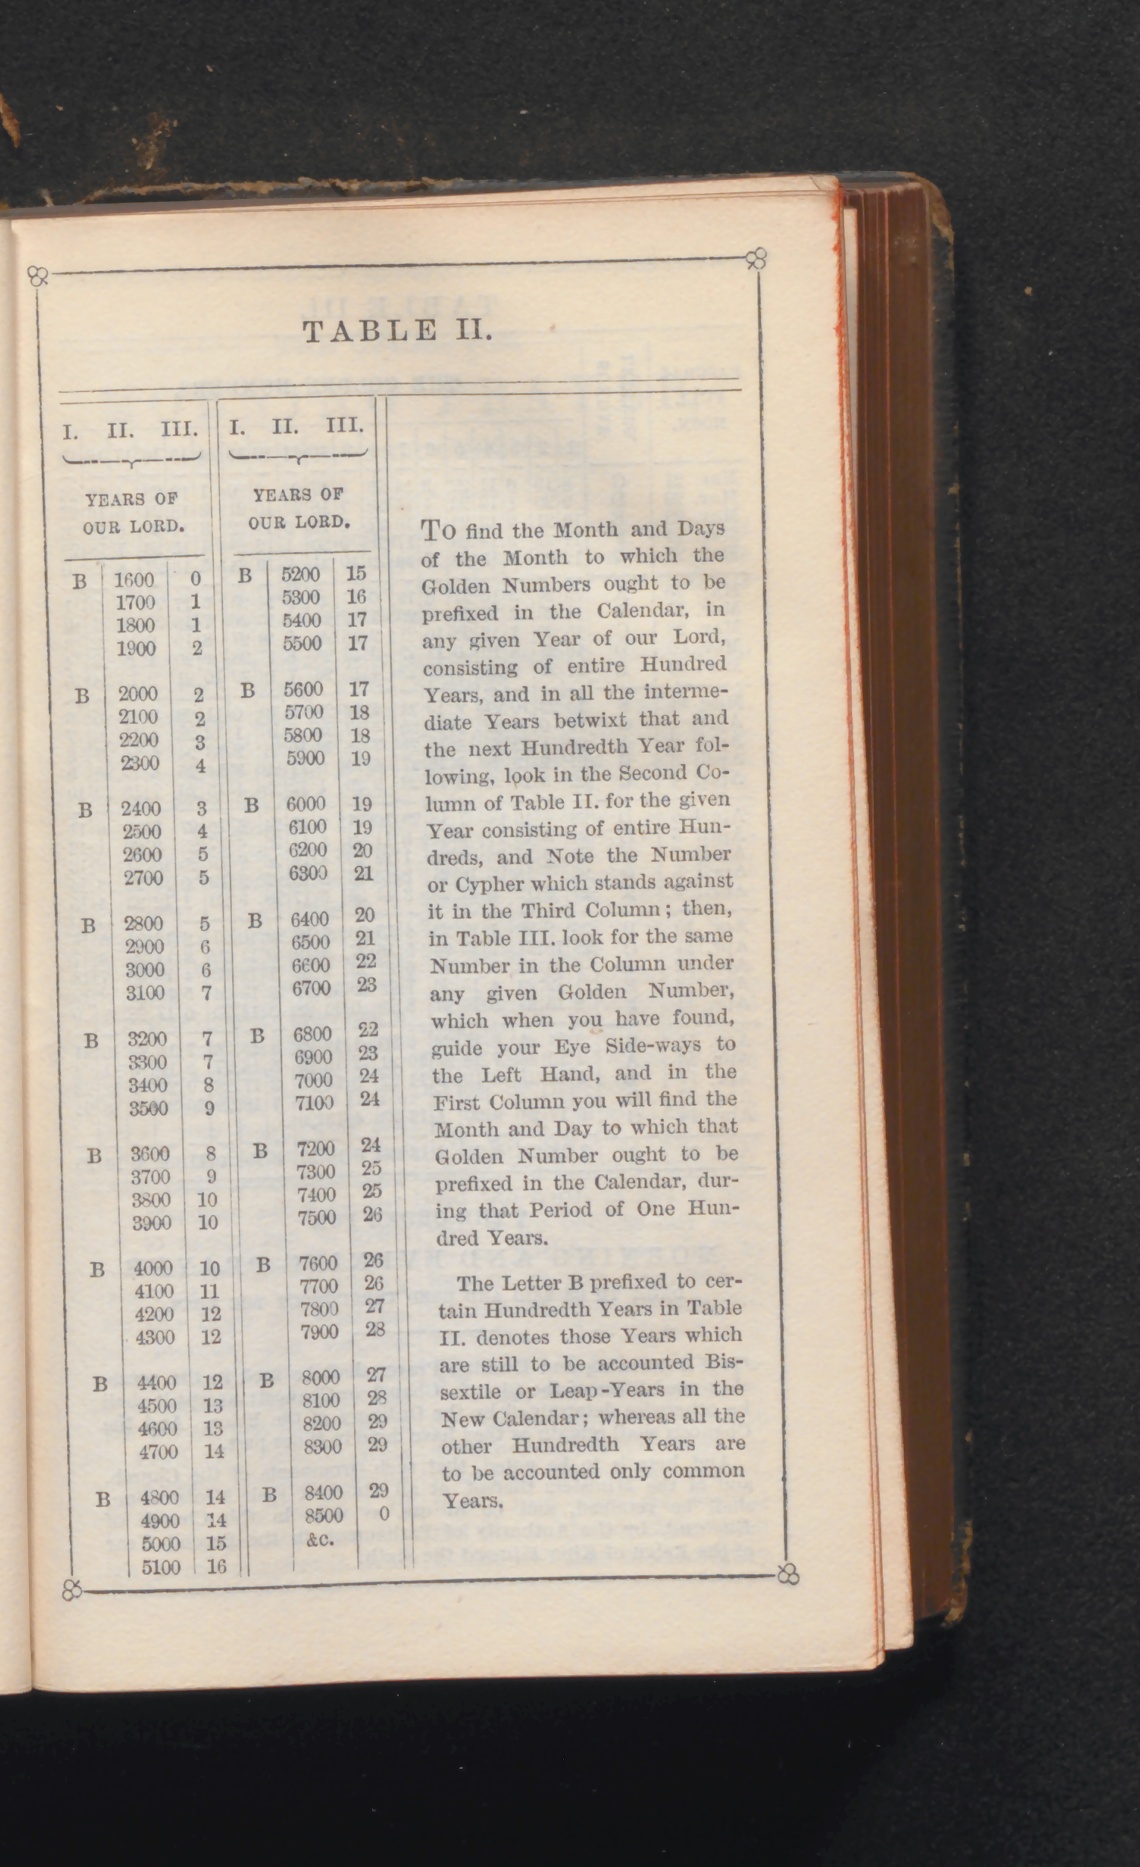 TABLE II.
I. II. III. I. II. III.
YEARS OF OUR LORD. YEARS OF OUR LORD.
B 1600 0 B 5200 15
1700 1 5300 16
1800 1 5400 17
1900 2 5500 17
B 2000 2 B 5600 17
2100 2 5700 18
2200 3 5800 18
2300 4 5900 19
B 2400 3 B 6000 19
2500 4 6100 19
2600 5 6200 20
2700 5 6300 21
B 2800 5 B 6400 20
2900 6 6500 21
3000 6 6600 22
3100 7 6700 23
B 3200 7 B 6800 22
3300 7 6900 23
3400 8 7000 24
3500 9 7100 24
B 3600 8 B 7200 24
3700 9 7300 25
3800 10 7400 25
3900 10 7500 26
B 4000 10 B 7600 26
4100 11 7700 26
4200 12 7800 27
4300 12 7900 28
B 4400 12 B 8000 27
4500 13 8100 28
4600 13 8200 29
4700 14 8300 29
B 4800 14 B 8400 29
4900 14 8500 0
5000 15 &c.
5100 16
TO find the Month and Days
of the Month to which the
Golden Numbers ought to be
prefixed in the Calendar, in
any given Year of our Lord,
consisting of entire Hundred
Years, and in all the interme-
diate Years betwixt that and
the next Hundredth Year fol-
lowing, look in the Second Co-
lumn of Table II. for the given
Year consisting of entire Hun-
dreds, and Note the Number
or Cypher which stands against
it in the Third Column; then,
in Table III. look for the same
Number in the Column under
any given Golden Number,
which when you have found,
guide your Eye Side-ways to
the Left Hand, and in the
First Column you will find the
Month and Day to which that
Golden Number ought to be
prefixed in the Calendar, dur-
ing that Period of One Hun-
dred Years.
The Letter B prefixed to cer-
tain Hundredth Years in Table
II. denotes those Years which
are still to be accounted Bis-
sextile or Leap-Years in the
New Calendar; whereas all the
other Hundredth Years are
to be accounted only common
Years.